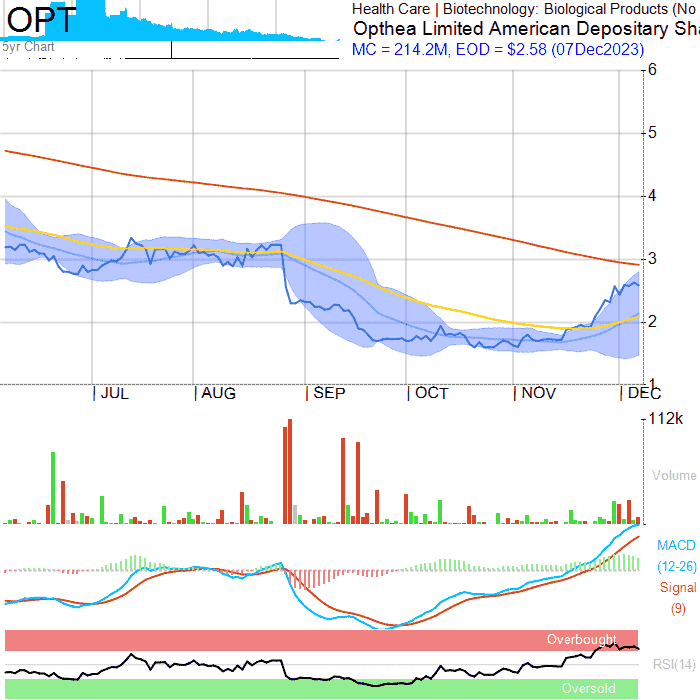 OPT
5yr Chart
Health Care | Biotechnology: Biological Products (No
Opthea Limited American Depositary Sha
MC = 214.2M, EOD = $2.58 (07Dec2023)
6
5
4
3
2
1
JUL AUG SEP OCT NOV DEC
112k
Volume
MACD
(12-26)
Signal
(9)
Overbought
RSI(14)
Oversold